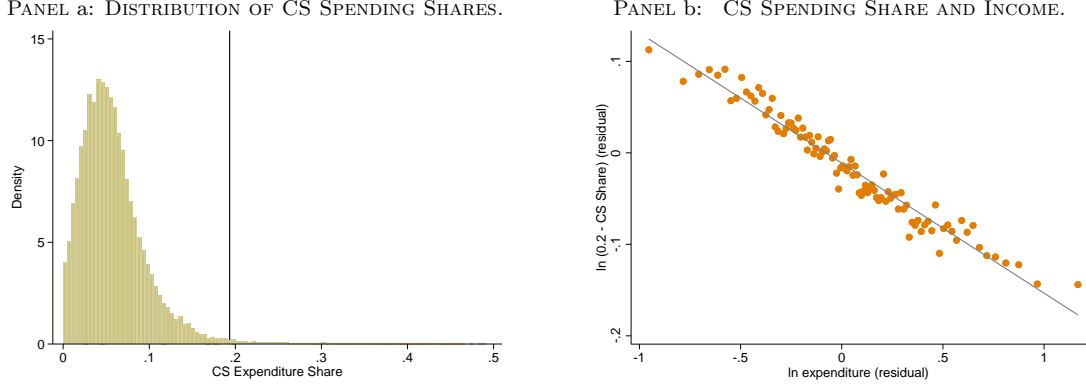 PANEL a: DISTRIBUTION OF CS SPENDING SHARES.
15
10
5
0
Density
0 .1 .2 .3 .4 .5
CS Expenditure Share
PANEL b: CS SPENDING SHARE AND INCOME.
.1
0
-.1
-.2
ln (0.2 - CS Share) (residual)
-1 -.5 0 .5 1
ln expenditure (residual)